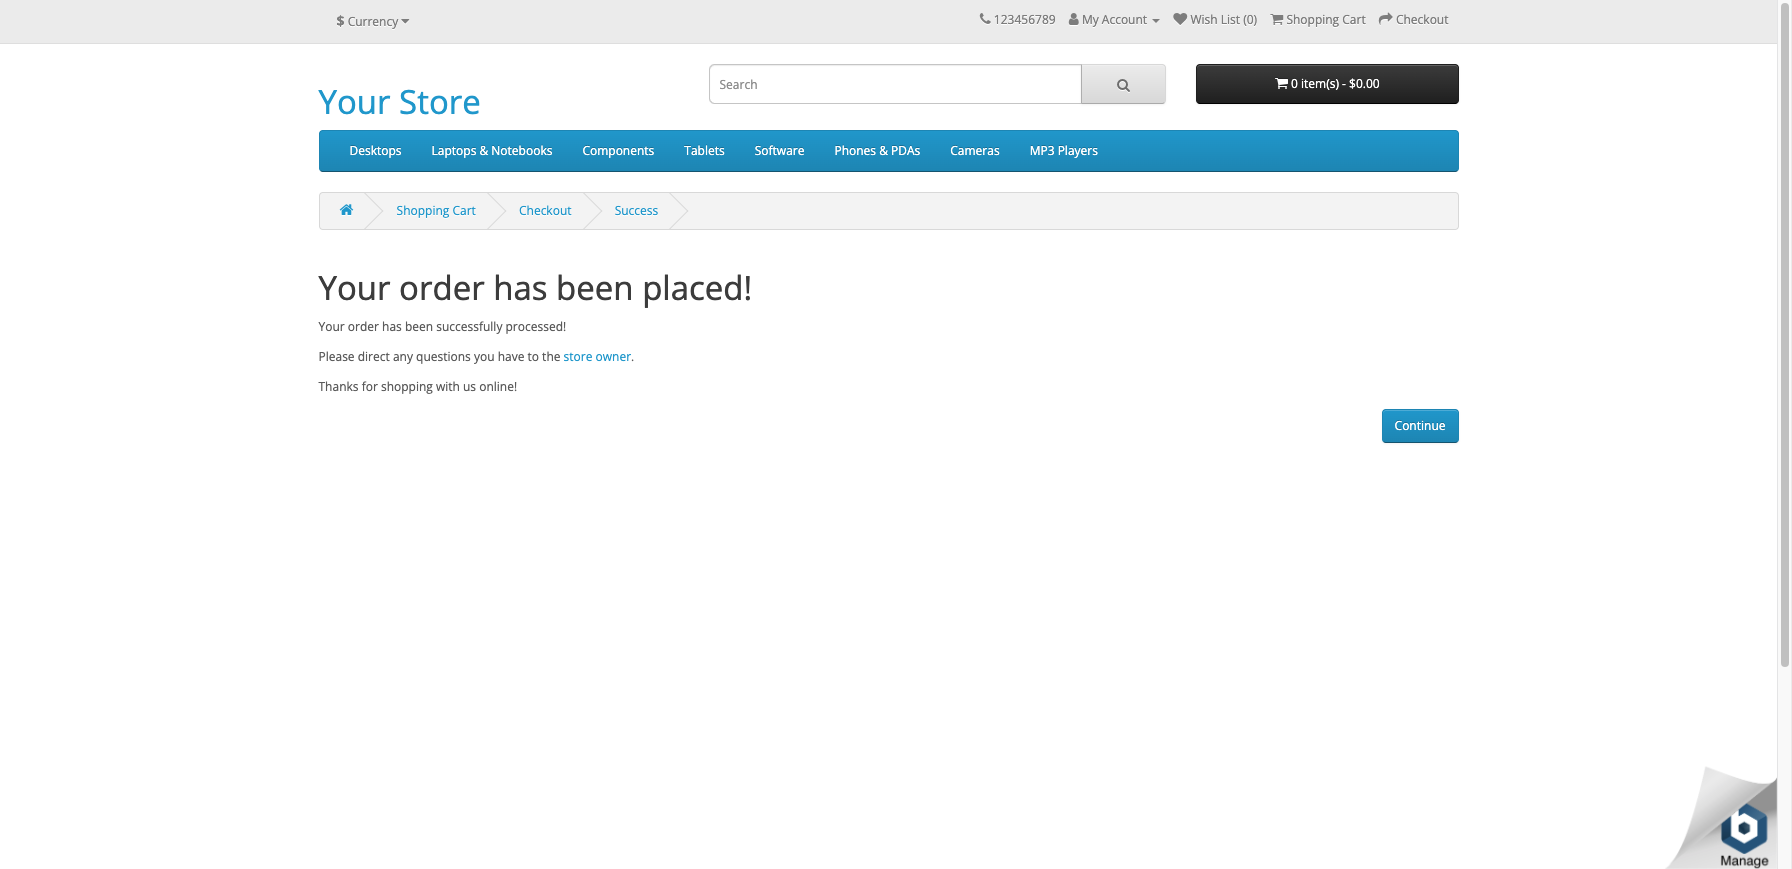 $ Currency
123456789 My Account Wish List (0) Shopping Cart Checkout
Your Store
Search
0 item(s) - $0.00
Desktops Laptops & Notebooks Components Tablets Software Phones & PDAs Cameras MP3 Players
Shopping Cart Checkout Success
Your order has been placed!
Your order has been successfully processed!
Please direct any questions you have to the store owner.
Thanks for shopping with us online!
Continue
b
Manage